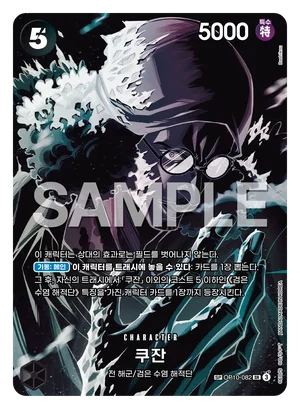 5
5000
특수
特
SAMPLE
이 캐릭터는 상대의 효과로는 필드를 벗어나지 않는다.
기동: 메인 이 캐릭터를 트래시에 놓을 수 있다: 카드를 1장 뽑는다.
그 후, 자신의 트래시에서 「쿠잔」 이외의 코스트 5 이하인 《검은
수염 해적단》 특징을 가진 캐릭터 카드를 1장까지 등장시킨다.
CHARACTER
쿠잔
전 해군/검은 수염 해적단
SP OP10-082 SR